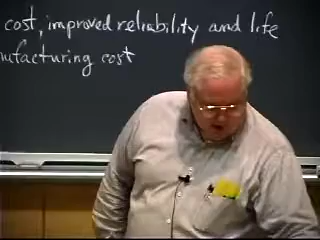 cost, improved reliability and life
nufacturing cost